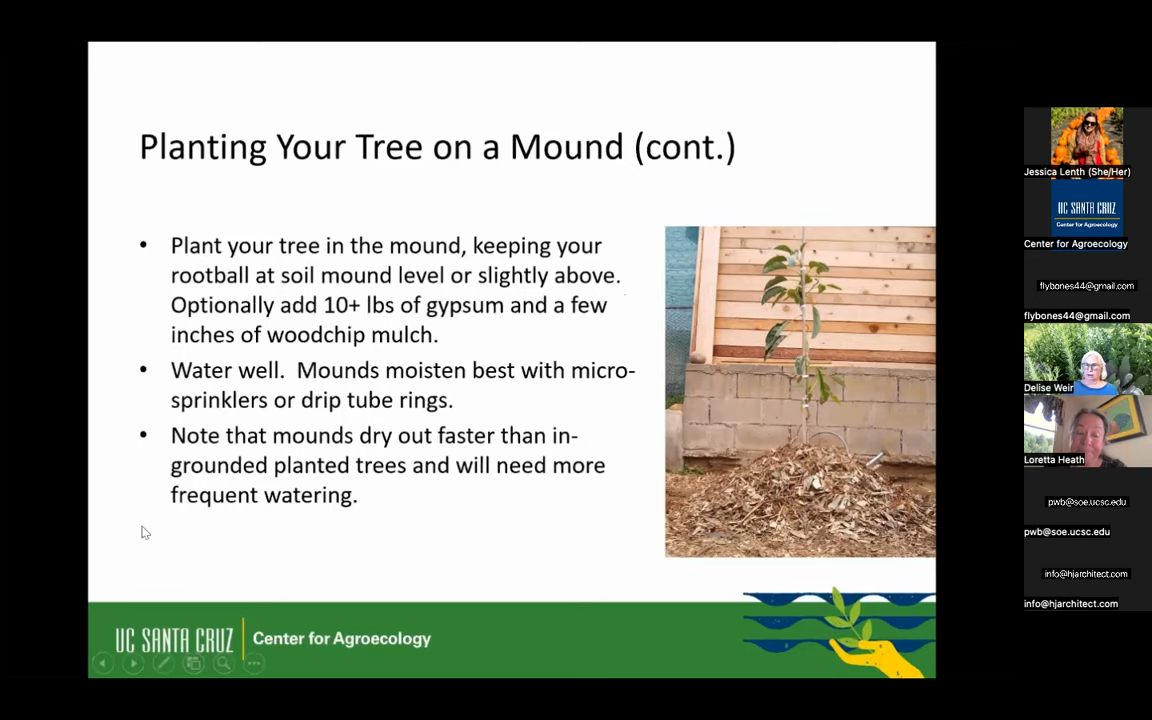 Planting Your Tree on a Mound (cont.)
• Plant your tree in the mound, keeping your
rootball at soil mound level or slightly above.
Optionally add 10+ lbs of gypsum and a few
inches of woodchip mulch.
• Water well.  Mounds moisten best with micro-
sprinklers or drip tube rings.
• Note that mounds dry out faster than in-
grounded planted trees and will need more
frequent watering.
UC SANTA CRUZ
Center for Agroecology
Jessica Lenth (She/Her)
UC SANTA CRUZ
Center for Agroecology
Center for Agroecology
flybones44@gmail.com
flybones44@gmail.com
Delise Weir
Loretta Heath
pwb@soe.ucsc.edu
pwb@soe.ucsc.edu
info@hjarchitect.com
info@hjarchitect.com